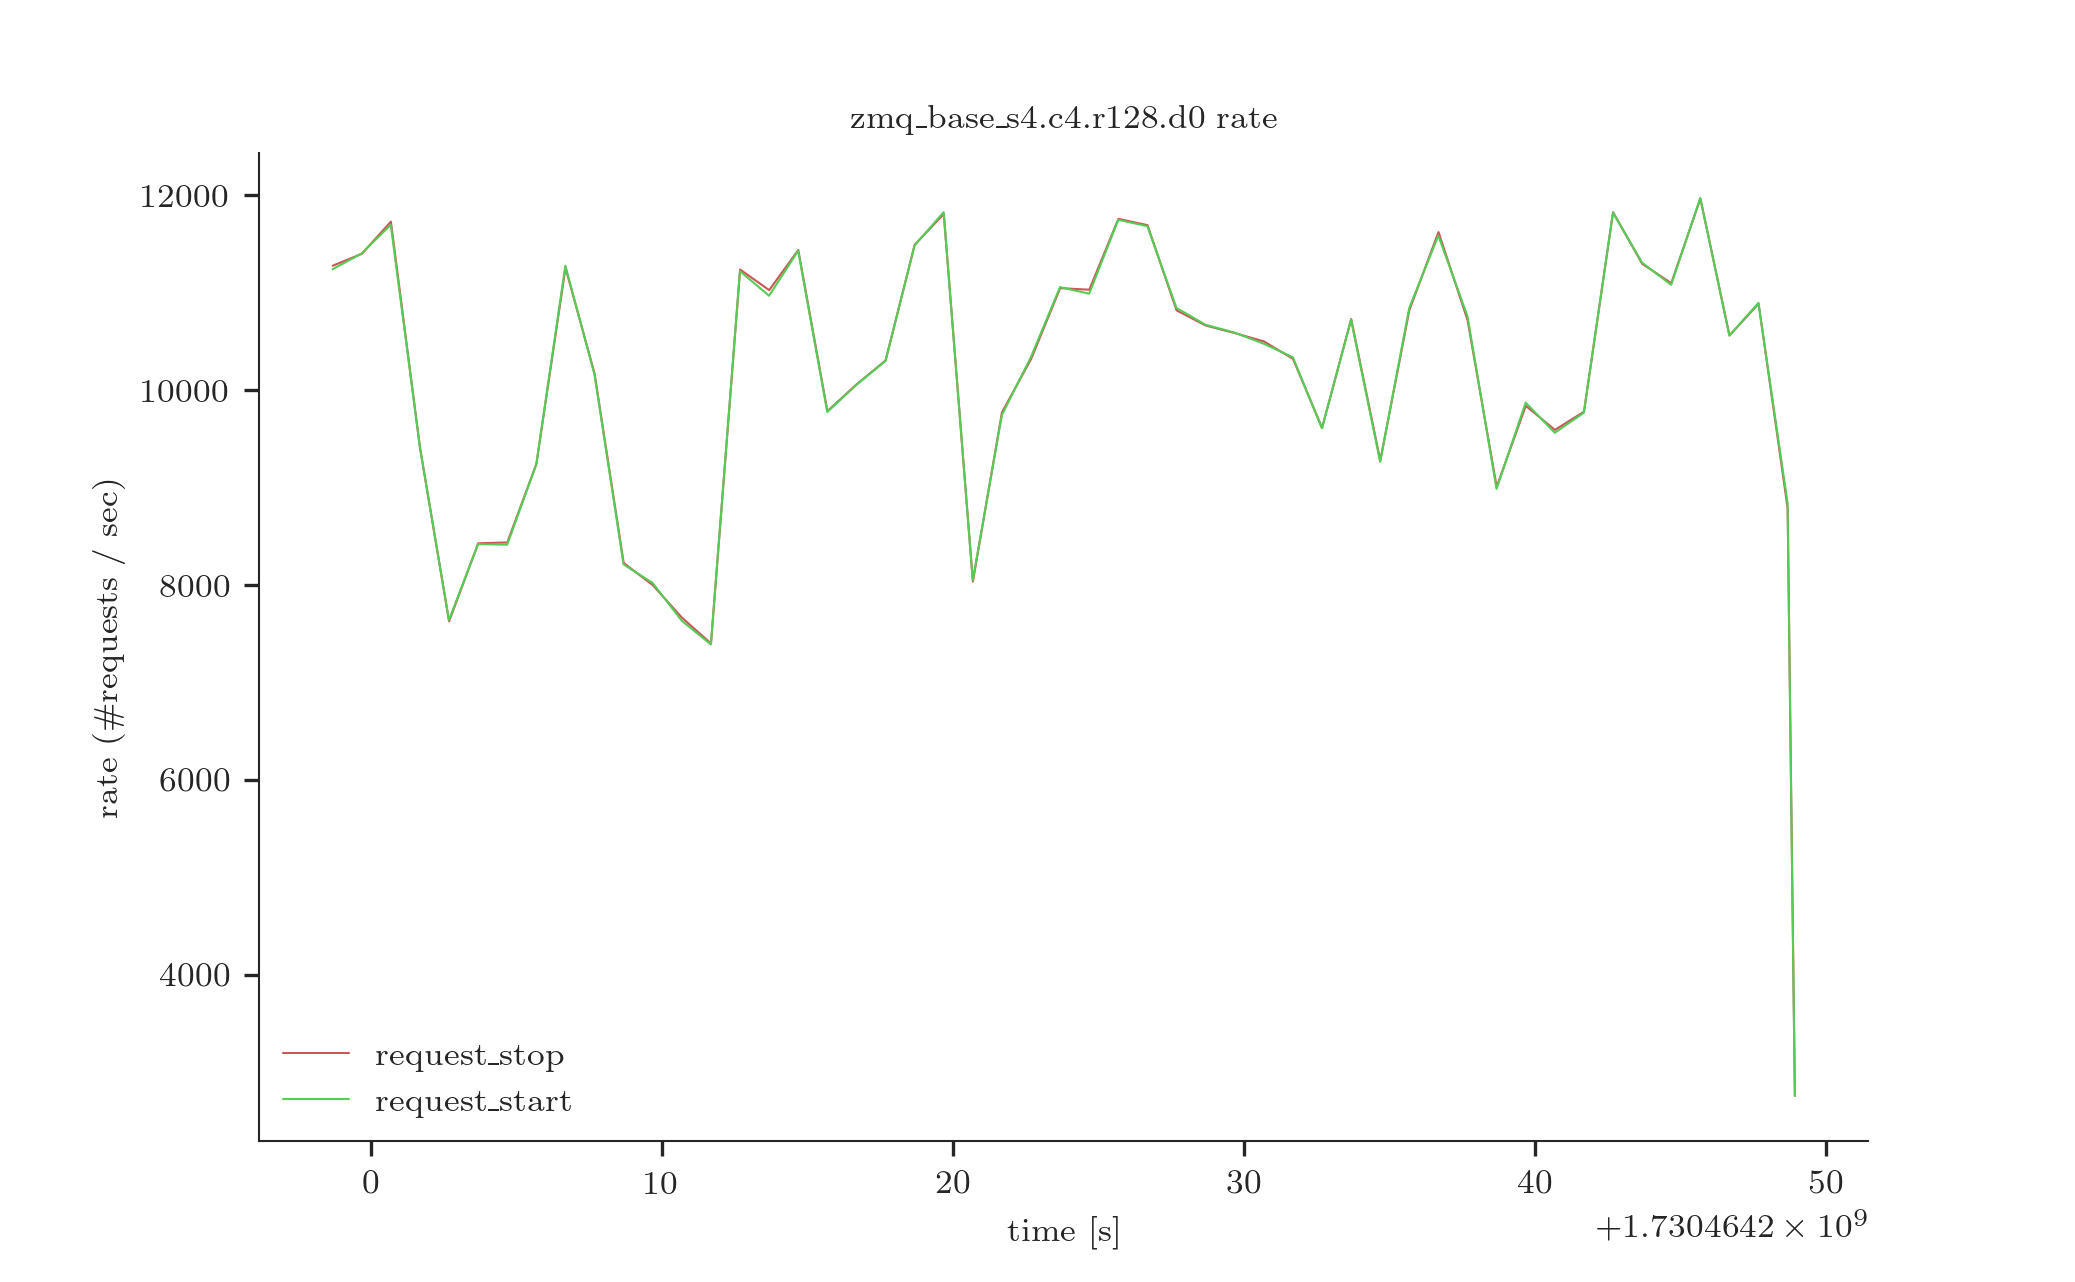 zmq_base_s4.c4.r128.d0 rate
12000
10000
8000
6000
4000
rate (#requests / sec)
request_stop
request_start
0 10 20 30 40 50
time [s]
+1.7304642 × 10⁹